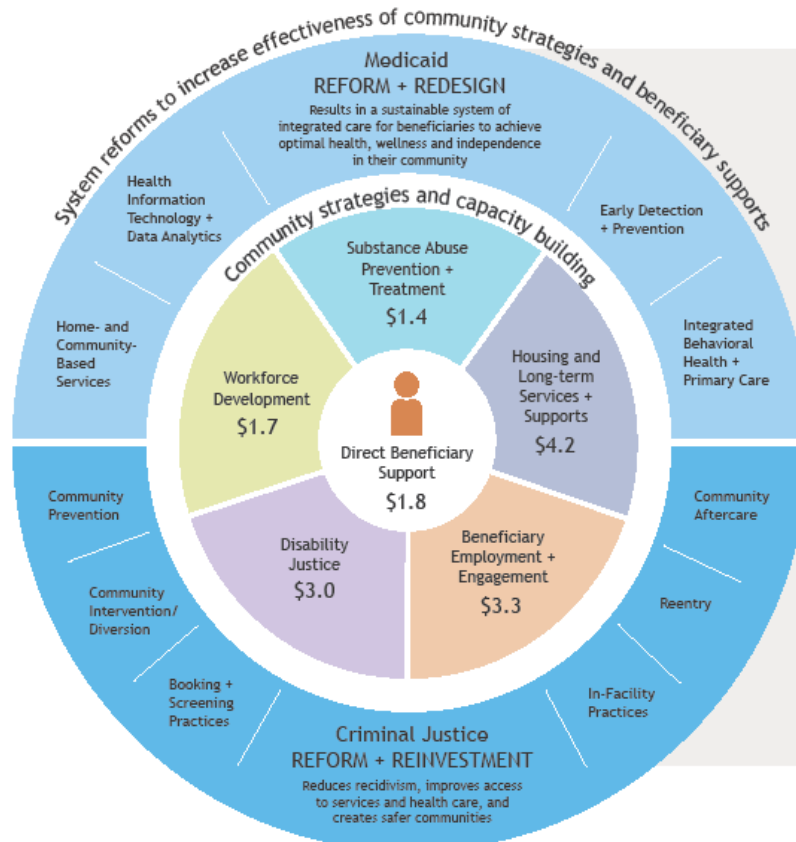 System reforms to increase effectiveness of community strategies and beneficiary supports
Medicaid
REFORM + REDESIGN
Results in a sustainable system of
integrated care for beneficiaries to achieve
optimal health, wellness and independence
in their community
Health
Information
Technology +
Data Analytics
Early Detection
+ Prevention
Home- and
Community-
Based
Services
Integrated
Behavioral
Health +
Primary Care
Community strategies and capacity building
Substance Abuse
Prevention +
Treatment
$1.4
Workforce
Development
$1.7
Housing and
Long-term
Services +
Supports
$4.2
Direct Beneficiary
Support
$1.8
Disability
Justice
$3.0
Beneficiary
Employment +
Engagement
$3.3
Community
Prevention
Community
Intervention/
Diversion
Booking +
Screening
Practices
Community
Aftercare
Reentry
In-Facility
Practices
Criminal Justice
REFORM + REINVESTMENT
Reduces recidivism, improves access
to services and health care, and
creates safer communities